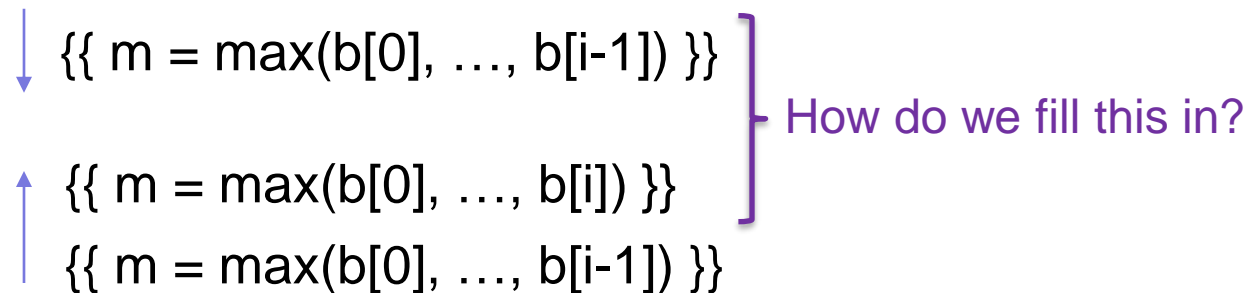 {{ m = max(b[0], …, b[i-1]) }}
How do we fill this in?
{{ m = max(b[0], …, b[i]) }}
{{ m = max(b[0], …, b[i-1]) }}